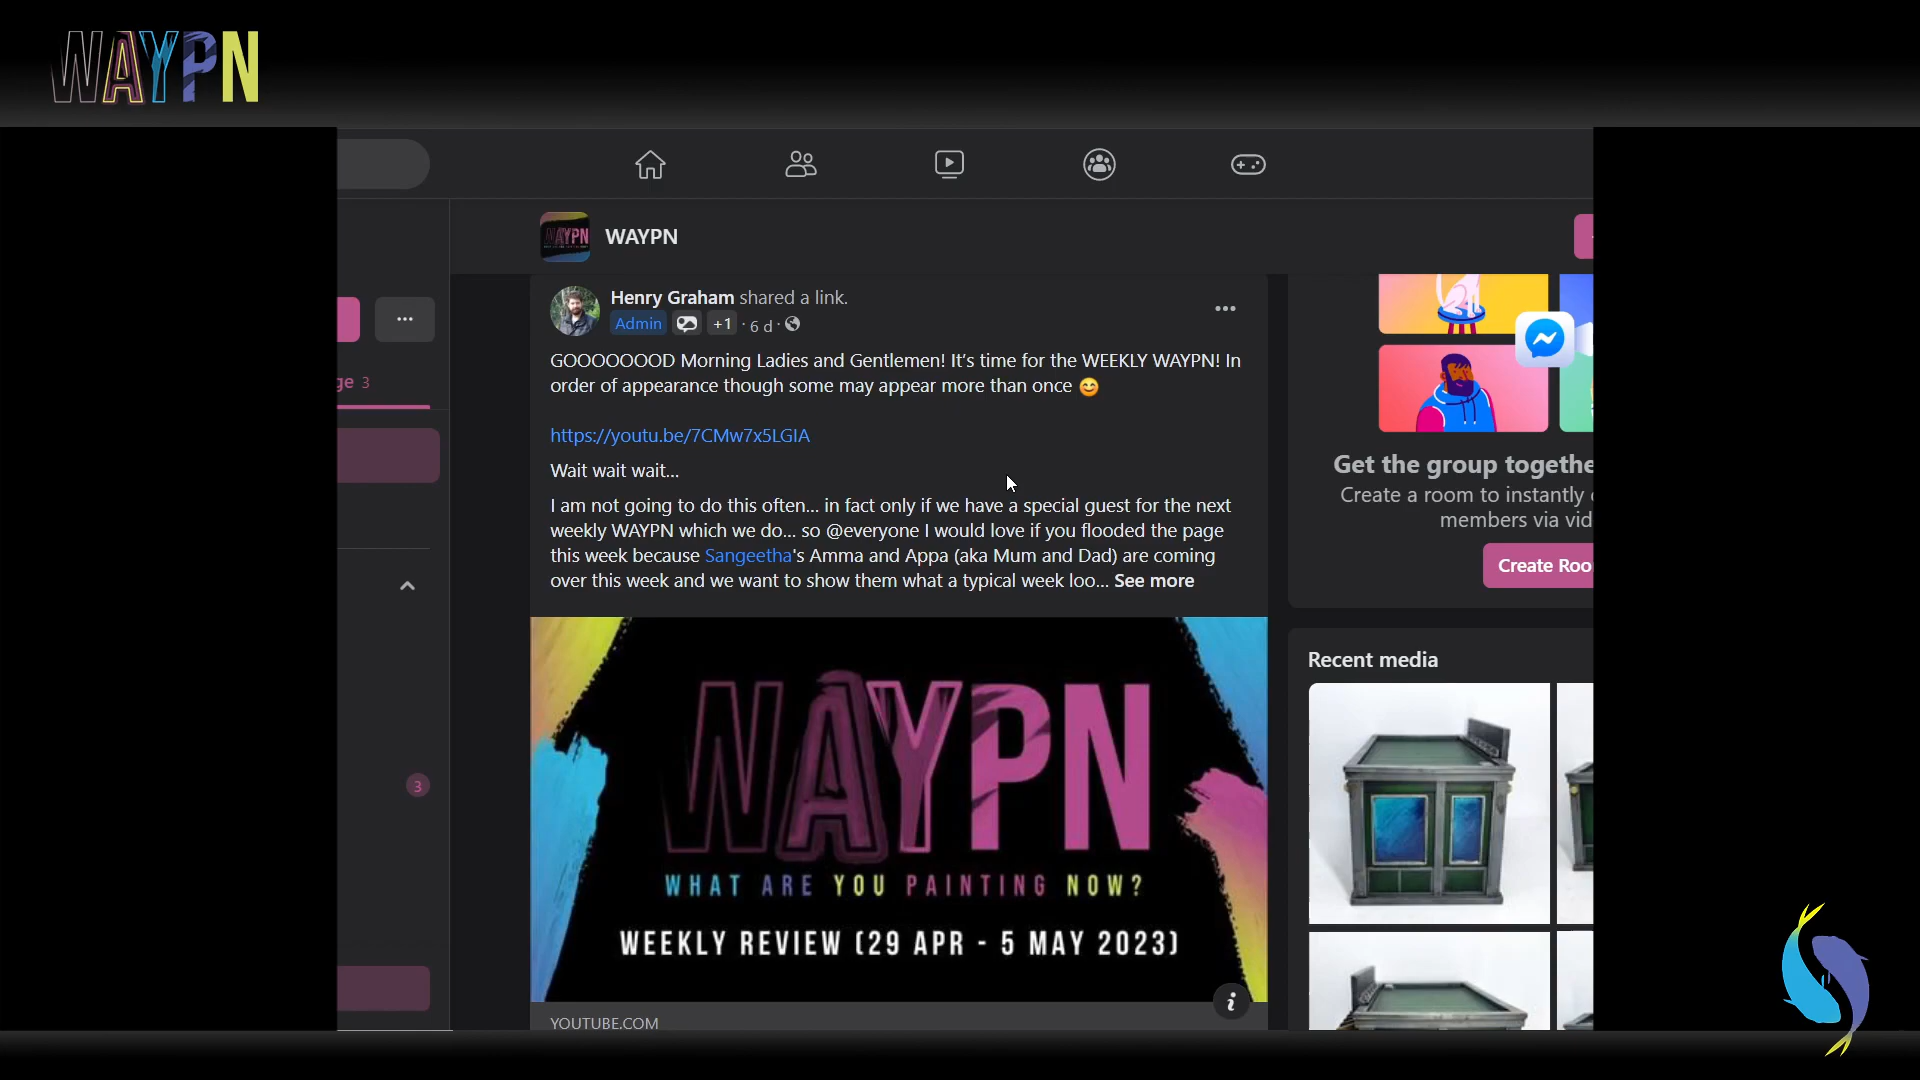 WAYPN
WAYPN
WAYPN
Henry Graham shared a link.
Admin +1 · 6 d ·
GOOOOOOOD Morning Ladies and Gentlemen! It's time for the WEEKLY WAYPN! In
order of appearance though some may appear more than once 😊
https://youtu.be/7CMw7x5LGIA
Wait wait wait...
I am not going to do this often... in fact only if we have a special guest for the next
weekly WAYPN which we do... so @everyone I would love if you flooded the page
this week because Sangeetha's Amma and Appa (aka Mum and Dad) are coming
over this week and we want to show them what a typical week loo... See more
WAYPN
WHAT ARE YOU PAINTING NOW?
WEEKLY REVIEW (29 APR - 5 MAY 2023)
YOUTUBE.COM
ge 3
3
Get the group togethe
Create a room to instantly
members via vid
Create Roo
Recent media